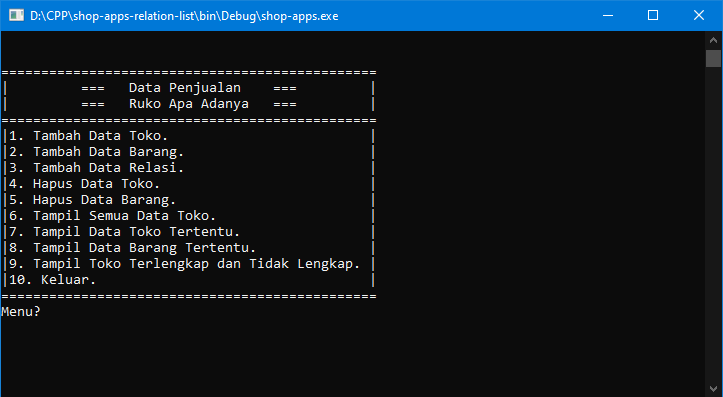 D:\CPP\shop-apps-relation-list\bin\Debug\shop-apps.exe
===============================================
|         ===   Data Penjualan    ===         |
|         ===   Ruko Apa Adanya   ===         |
===============================================
|1. Tambah Data Toko.                         |
|2. Tambah Data Barang.                       |
|3. Tambah Data Relasi.                       |
|4. Hapus Data Toko.                          |
|5. Hapus Data Barang.                        |
|6. Tampil Semua Data Toko.                   |
|7. Tampil Data Toko Tertentu.                |
|8. Tampil Data Barang Tertentu.              |
|9. Tampil Toko Terlengkap dan Tidak Lengkap. |
|10. Keluar.                                  |
===============================================
Menu?